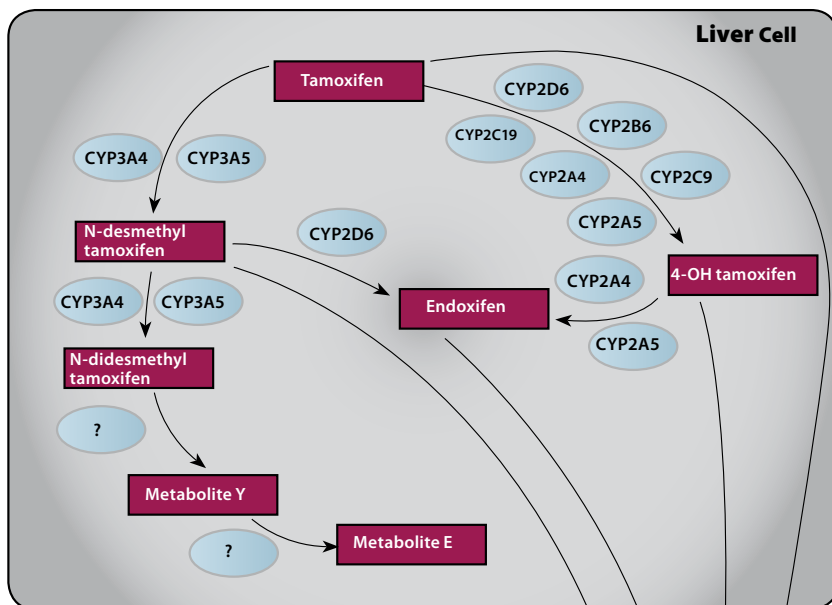 Liver Cell
Tamoxifen
CYP2D6
CYP2B6
CYP2C19
CYP3A4
CYP3A5
CYP2A4
CYP2C9
CYP2A5
N-desmethyl
tamoxifen
CYP2D6
4-OH tamoxifen
CYP2A4
CYP3A4
CYP3A5
Endoxifen
CYP2A5
N-didesmethyl
tamoxifen
?
Metabolite Y
Metabolite E
?